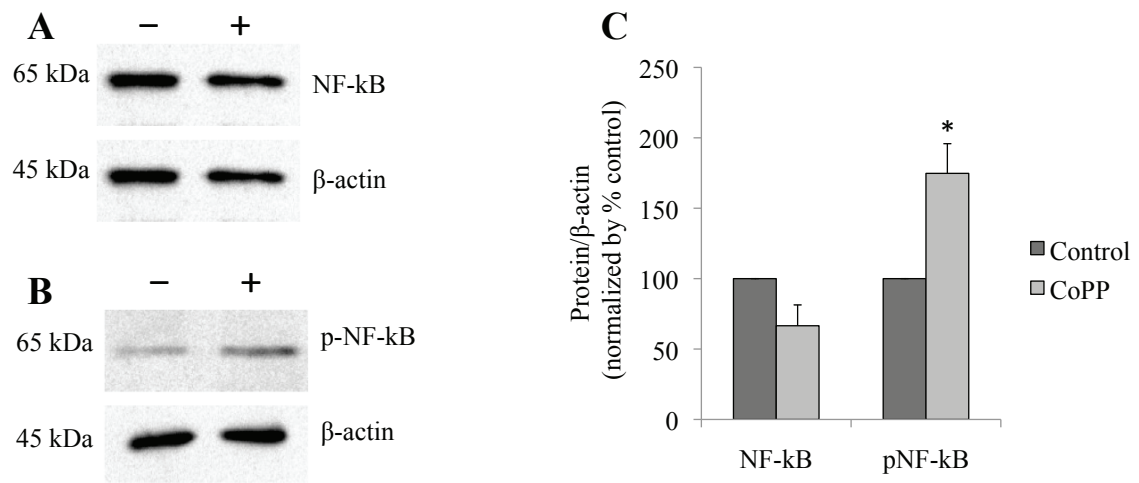 A
− +
65 kDa NF-kB
45 kDa β-actin
B
− +
65 kDa p-NF-kB
45 kDa β-actin
C
Protein/β-actin
(normalized by % control)
250
200
150
100
50
0
*
NF-kB pNF-kB
Control
CoPP